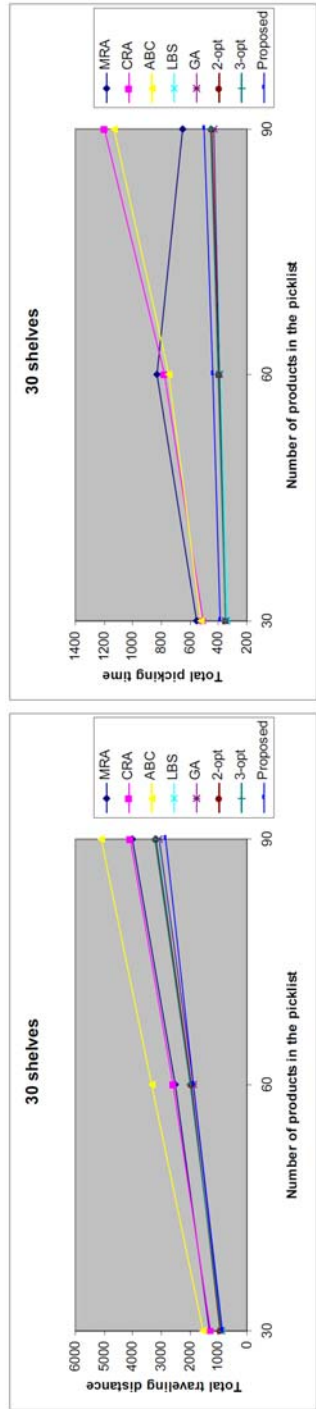 30 shelves
Total traveling distance
6000
5000
4000
3000
2000
1000
0
30
60
90
Number of products in the picklist
MRA
CRA
ABC
LBS
GA
2-opt
3-opt
Proposed
30 shelves
Total picking time
1400
1200
1000
800
600
400
200
30
60
90
Number of products in the picklist
MRA
CRA
ABC
LBS
GA
2-opt
3-opt
Proposed